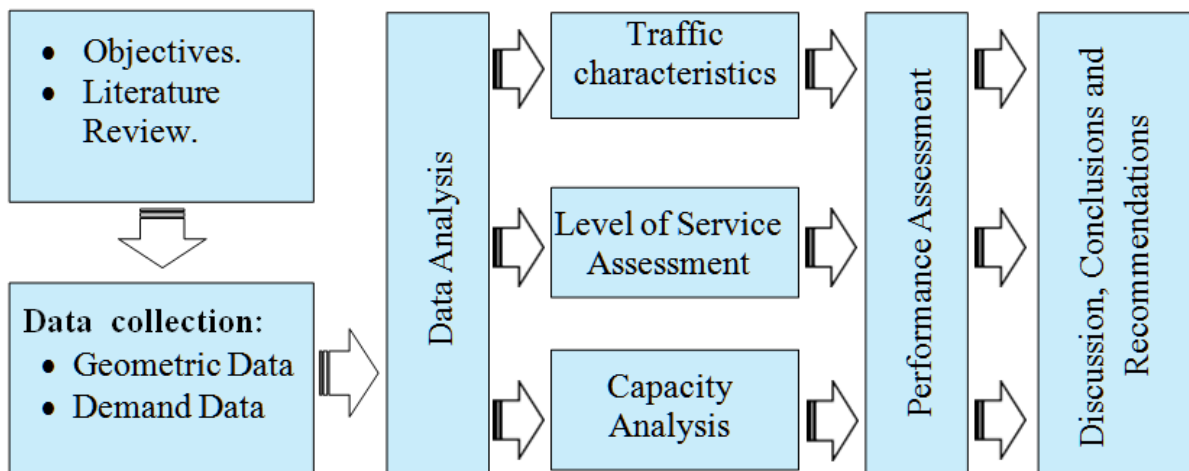 • Objectives.
• Literature
Review.
Data collection:
• Geometric Data
• Demand Data
Data Analysis
Traffic
characteristics
Level of Service
Assessment
Capacity
Analysis
Performance Assessment
Discussion, Conclusions and
Recommendations